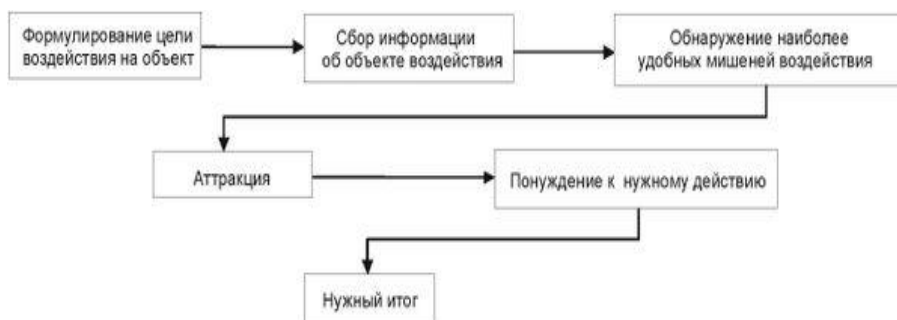 Формулирование цели
воздействия на объект
Сбор информации
об объекте воздействия
Обнаружение наиболее
удобных мишеней воздействия
Аттракция
Понуждение к нужному действию
Нужный итог